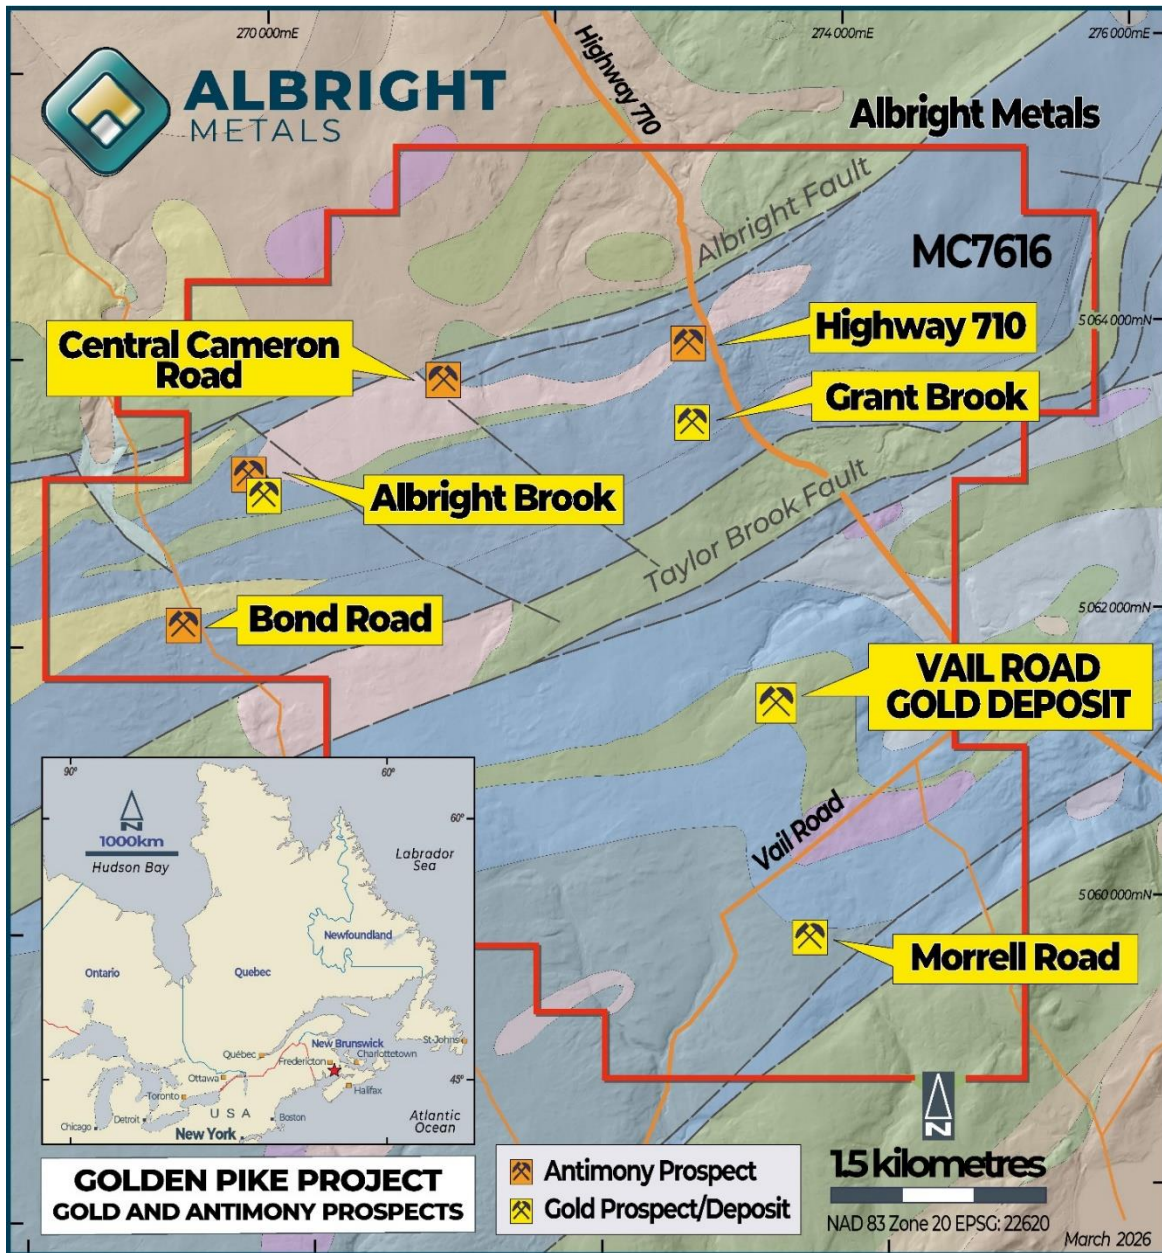 270 000mE
274 000mE
276 000mE
ALBRIGHT
METALS
Highway 710
Albright Metals
Albright Fault
MC7616
5 064 000mN
Central Cameron
Road
Highway 710
Grant Brook
Albright Brook
Taylor Brook Fault
5 062 000mN
Bond Road
VAIL ROAD
GOLD DEPOSIT
90°
60°
N
1000km
60°
Hudson Bay
Labrador
Sea
Vail Road
5 060 000mN
Newfoundland
Ontario
Quebec
Morrell Road
New Brunswick
St-Johns
Québec
Fredericton
Charlottetown
Ottawa
45°
Halifax
Toronto
USA
Boston
Chicago
Detroit
New York
Atlantic
Ocean
N
GOLDEN PIKE PROJECT
GOLD AND ANTIMONY PROSPECTS
Antimony Prospect
Gold Prospect/Deposit
1.5 kilometres
NAD 83 Zone 20 EPSG: 22620
March 2026